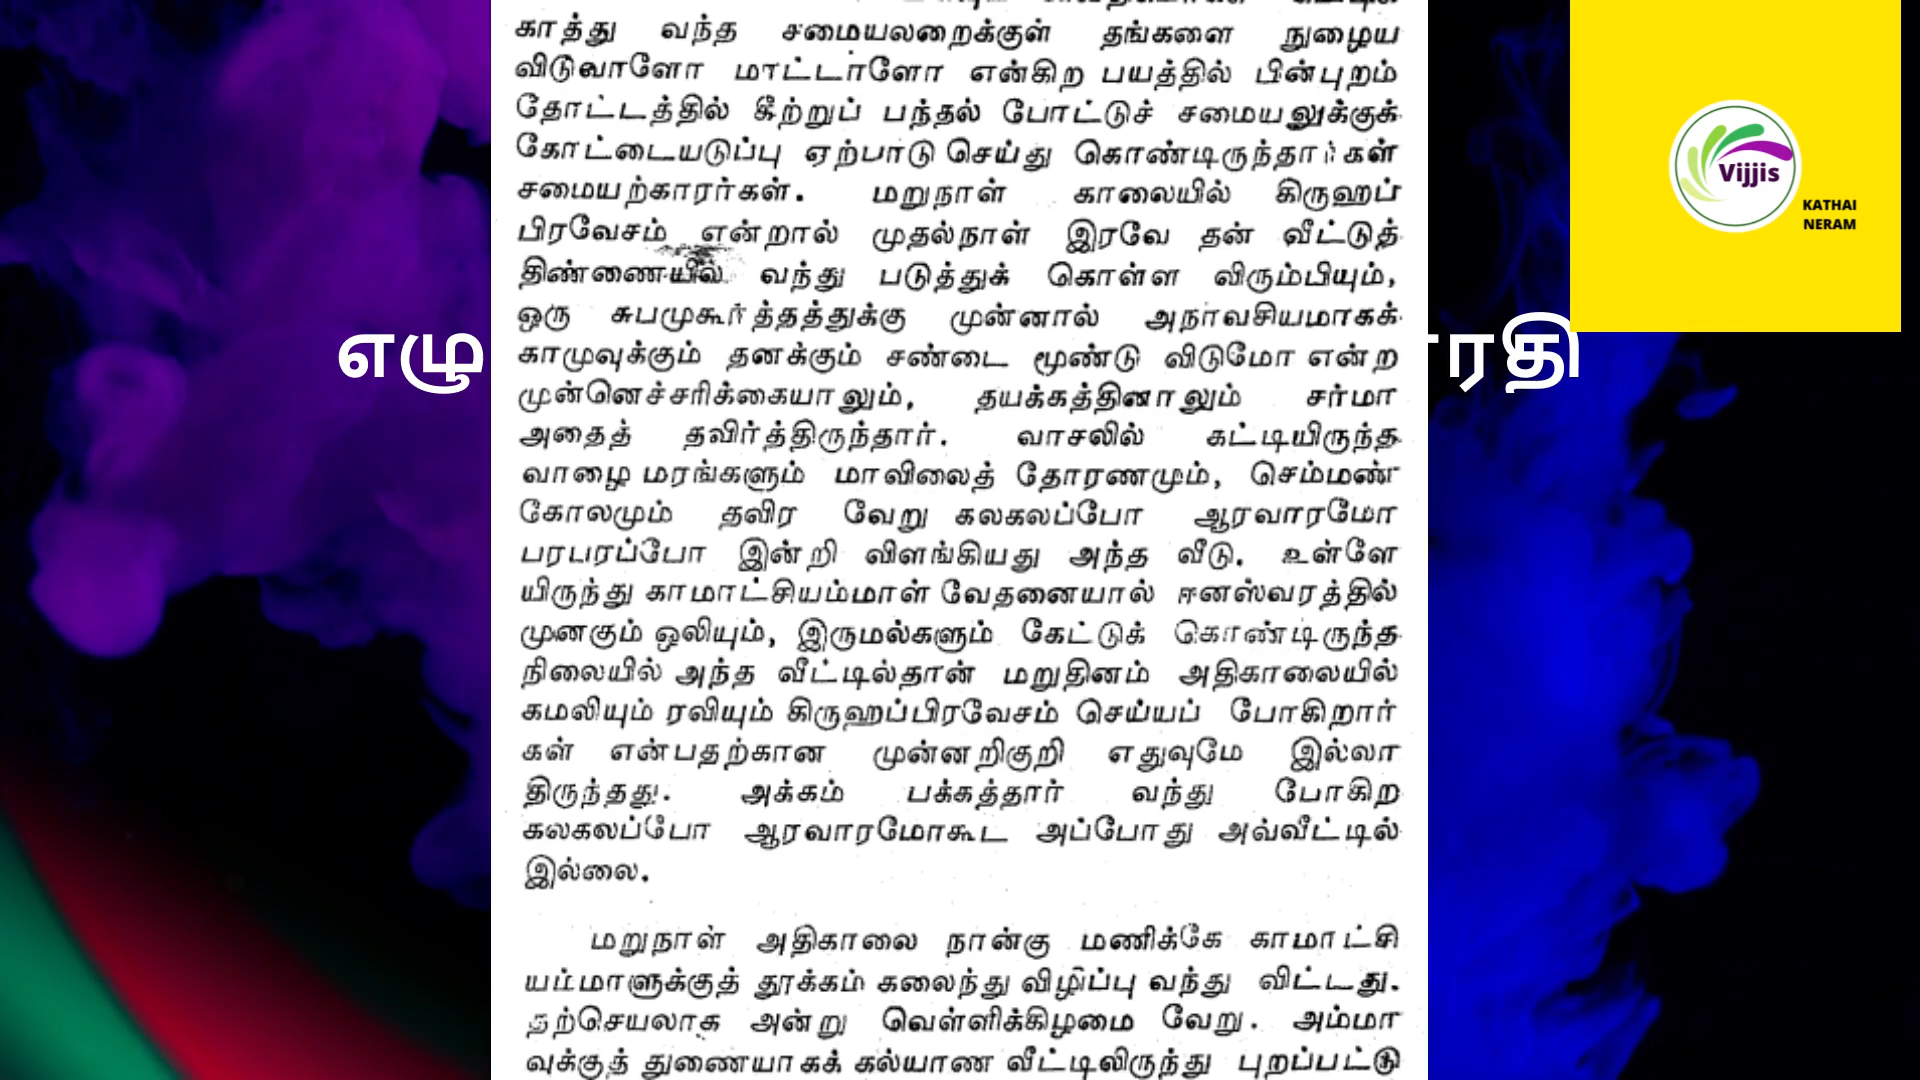 காத்து வந்த சமையலறைக்குள் தங்களை நுழைய
விடுவாளோ மாட்டாளோ என்கிற பயத்தில் பின்புறம்
தோட்டத்தில் கீற்றுப் பந்தல் போட்டுச் சமையலுக்குக்
கோட்டையடுப்பு ஏற்பாடு செய்து கொண்டிருந்தார்கள்
சமையற்காரர்கள். மறுநாள் காலையில் கிருஹப்
பிரவேசம் என்றால் முதல்நாள் இரவே தன் வீட்டுத்
திண்ணையில் வந்து படுத்துக் கொள்ள விரும்பியும்,
ஒரு சுபமுகூர்த்தத்துக்கு முன்னால் அநாவசியமாகக்
காமுவுக்கும் தனக்கும் சண்டை மூண்டு விடுமோ என்ற
முன்னெச்சரிக்கையாலும், தயக்கத்தினாலும் சர்மா
அதைத் தவிர்த்திருந்தார். வாசலில் கட்டியிருந்த
வாழை மரங்களும் மாவிலைத் தோரணமும், செம்மண்
கோலமும் தவிர வேறு கலகலப்போ ஆரவாரமோ
பரபரப்போ இன்றி விளங்கியது அந்த வீடு. உள்ளே
யிருந்து காமாட்சியம்மாள் வேதனையால் ஈனஸ்வரத்தில்
முனகும் ஒலியும், இருமல்களும் கேட்டுக் கொண்டிருந்த
நிலையில் அந்த வீட்டில்தான் மறுதினம் அதிகாலையில்
கமலியும் ரவியும் கிருஹப்பிரவேசம் செய்யப் போகிறார்
கள் என்பதற்கான முன்னறிகுறி எதுவுமே இல்லா
திருந்தது. அக்கம் பக்கத்தார் வந்து போகிற
கலகலப்போ ஆரவாரமோகூட அப்போது அவ்வீட்டில்
இல்லை.
மறுநாள் அதிகாலை நான்கு மணிக்கே காமாட்சி
யம்மாளுக்குத் தூக்கம் கலைந்து விழிப்பு வந்து விட்டது.
தற்செயலாக அன்று வெள்ளிக்கிழமை வேறு. அம்மா
வுக்குத் துணையாகக் கல்யாண வீட்டிலிருந்து புறப்பட்டு
எழு
ரதி
Vijjis
KATHAI
NERAM